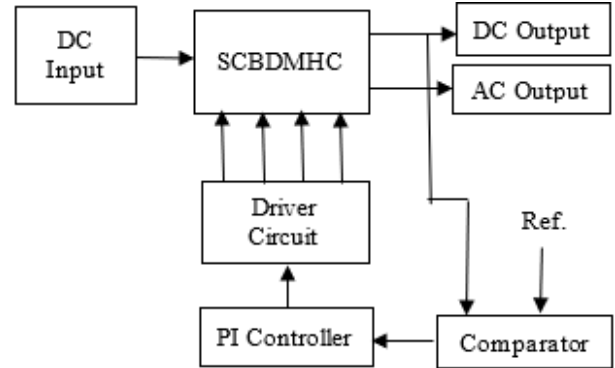 DC
Input
SCBDMHC
DC Output
AC Output
Driver
Circuit
Ref.
PI Controller
Comparator